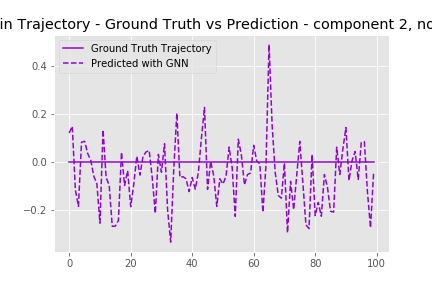 in Trajectory - Ground Truth vs Prediction - component 2, no
Ground Truth Trajectory
Predicted with GNN
0.4
0.2
0.0
−0.2
0 20 40 60 80 100